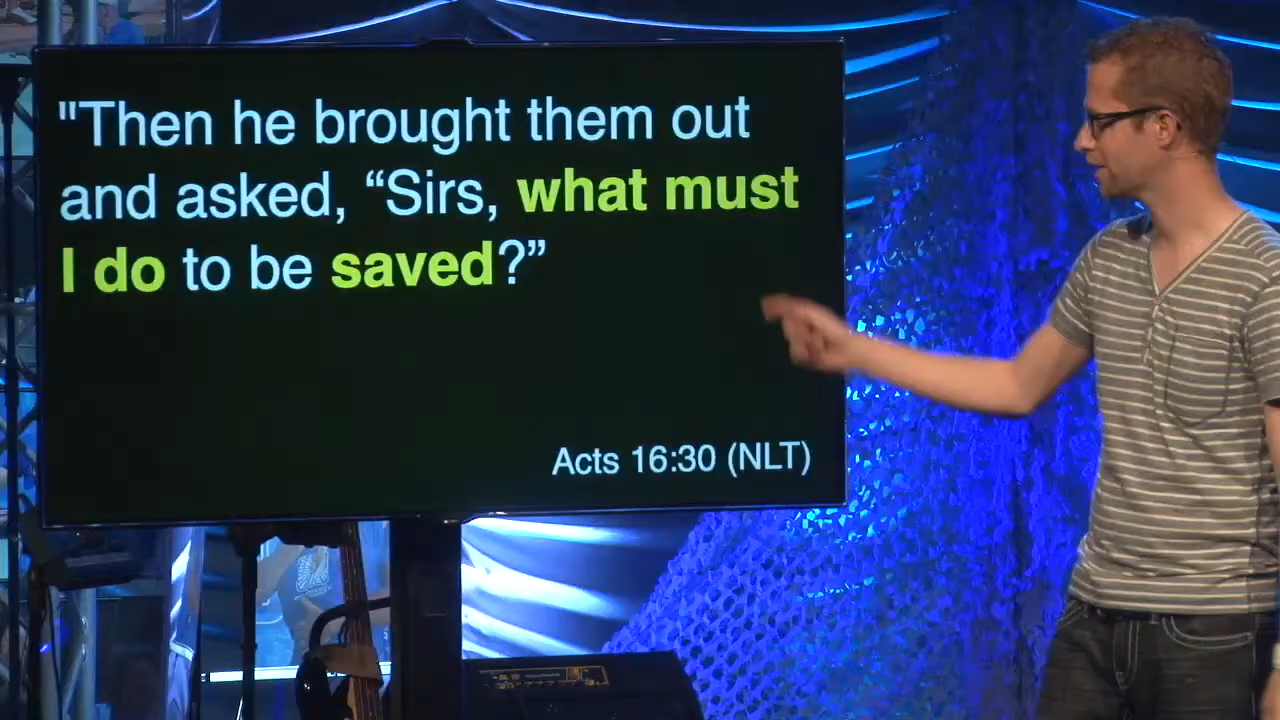 "Then he brought them out
and asked, “Sirs, what must
I do to be saved?”
Acts 16:30 (NLT)